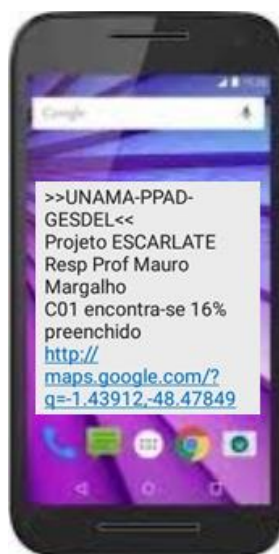 Google
>>UNAMA-PPAD-
GESDEL<<
Projeto ESCARLATE
Resp Prof Mauro
Margalho
C01 encontra-se 16%
preenchido
http://
maps.google.com/?
q=-1.43912,-48.47849